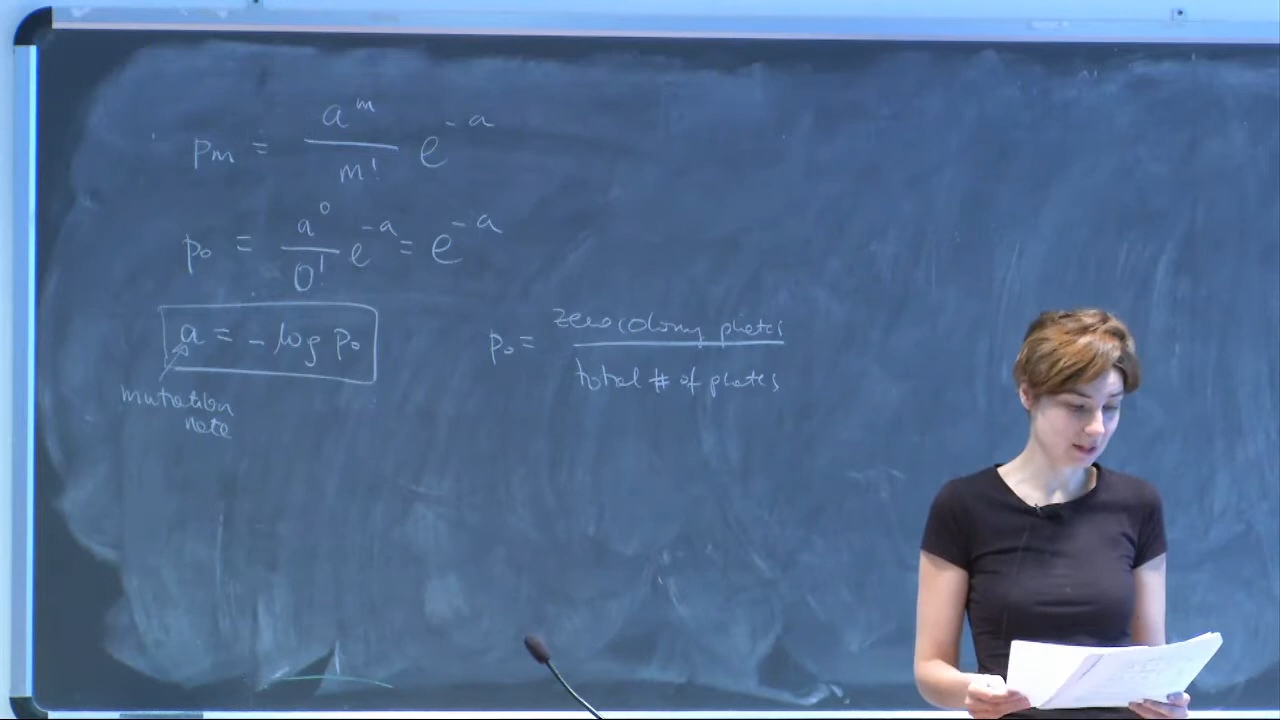 pm = a^m / m! e^-a
p0 = a^0 / 0! e^-a = e^-a
a = - log p0
mutation
rate
p0 = zero colony plates / total # of plates